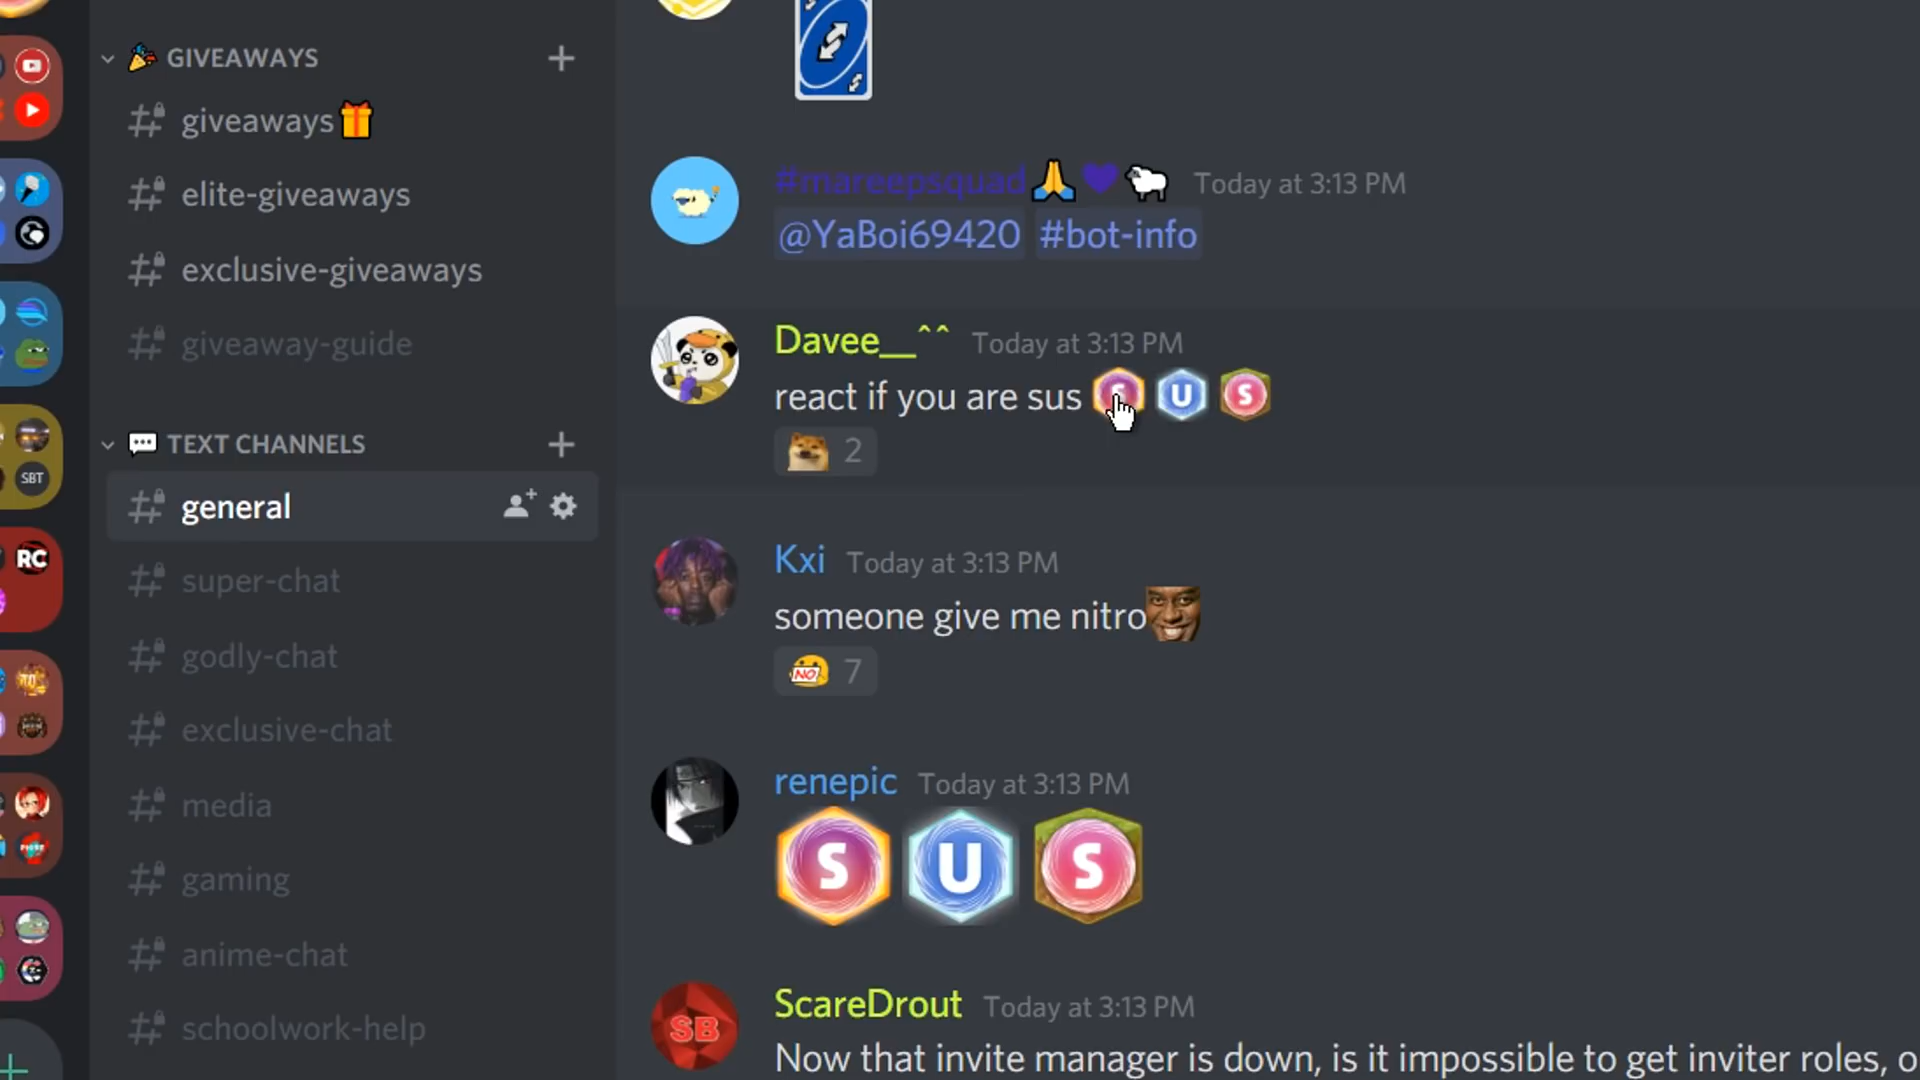 GIVEAWAYS
giveaways
elite-giveaways
exclusive-giveaways
giveaway-guide
TEXT CHANNELS
general
super-chat
godly-chat
exclusive-chat
media
gaming
anime-chat
schoolwork-help
SBT
RC
#mareepsquad Today at 3:13 PM
@YaBoi69420 #bot-info
Davee__^^ Today at 3:13 PM
react if you are sus S U S
2
Kxi Today at 3:13 PM
someone give me nitro
NO 7
renepic Today at 3:13 PM
S U S
SB
ScareDrout Today at 3:13 PM
Now that invite manager is down, is it impossible to get inviter roles, o